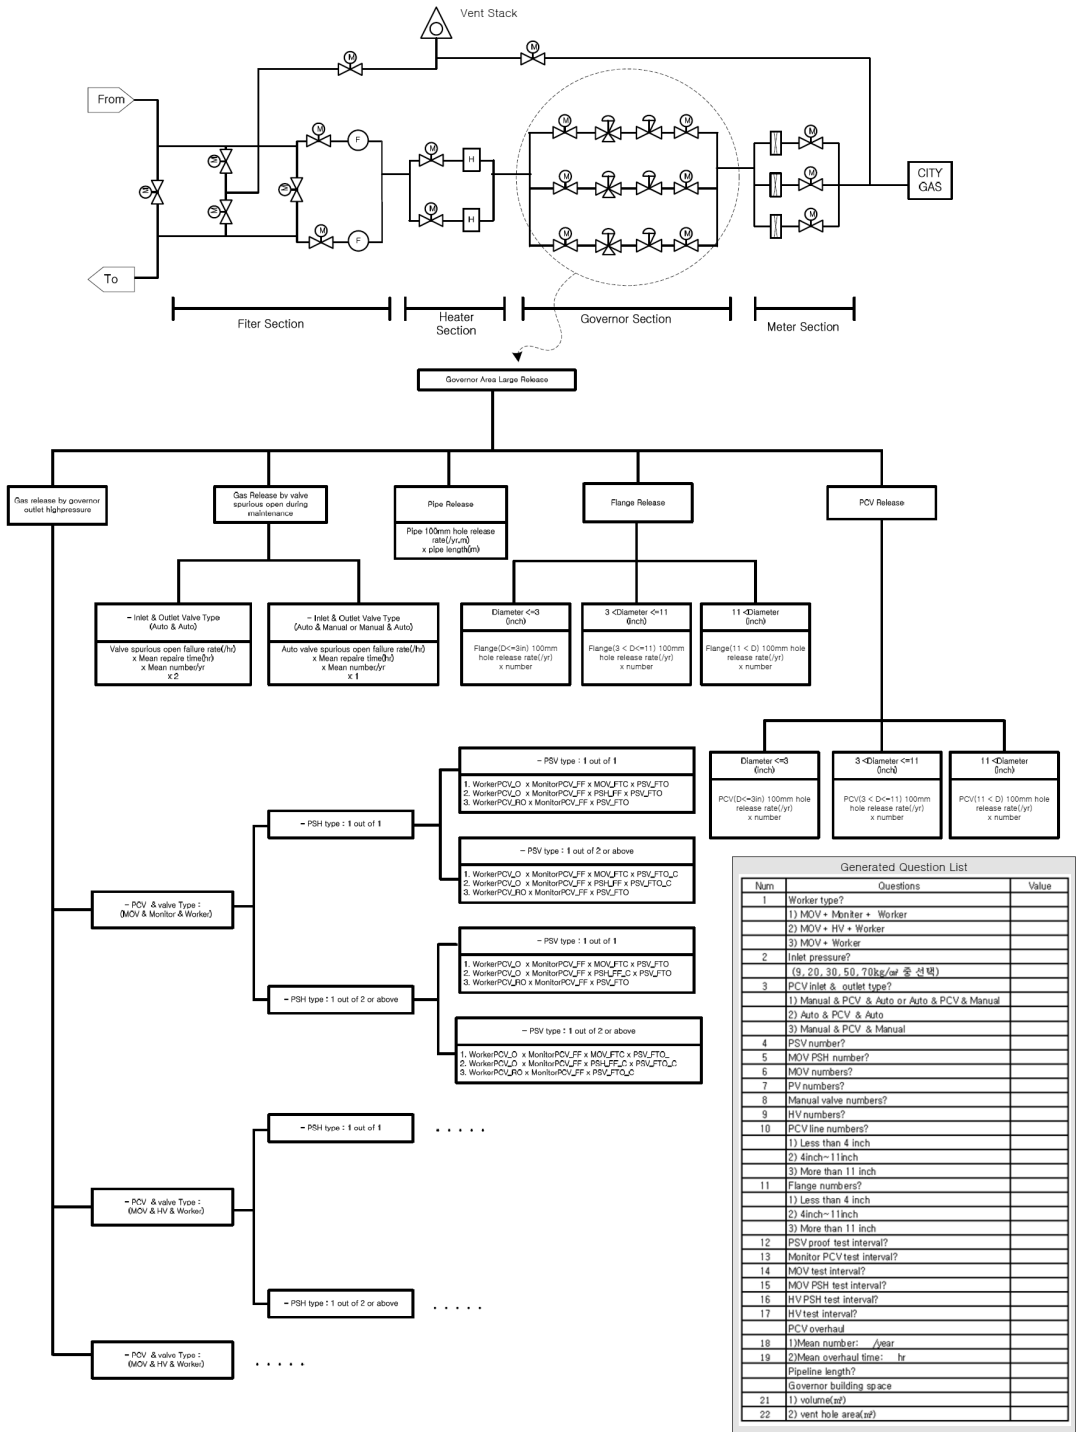 Vent Stack
From
To
M
M
M
M
M
M
M
M
F
F
M
M
H
H
M
M
M
M
M
M
M
M
M
CITY
GAS
Fiter Section
Heater
Section
Governor Section
Meter Section
Governor Area Large Release
Gas release by governor
outlet highpressure
Gas Release by valve
spurious open during
maintenance
Pipe Release
Pipe 100mm hole release
rate(/yr.m)
x pipe length(m)
Flange Release
PCV Release
- Inlet & Outlet Valve Type
(Auto & Auto)
Valve spurious open failure rate(/hr)
x Mean repaire time(hr)
x Mean number/yr
x 2
- Inlet & Outlet Valve Type
(Auto & Manual or Manual & Auto)
Auto valve spurious open failure rate(/hr)
x Mean repaire time(hr)
x Mean number/yr
x 1
Diameter <=3
(inch)
Flange(D<=3in) 100mm
hole release rate(/yr)
x number
3 <Diameter <=11
(inch)
Flange(3 < D<=11) 100mm
hole release rate(/yr)
x number
11 <Diameter
(inch)
Flange(11 < D) 100mm hole
release rate(/yr)
x number
Diameter <=3
(inch)
PCV(D<=3in) 100mm hole
release rate(/yr)
x number
3 <Diameter <=11
(inch)
PCV(3 < D<=11) 100mm
hole release rate(/yr)
x number
11 <Diameter
(inch)
PCV(11 < D) 100mm hole
release rate(/yr)
x number
- PCV & valve Type :
(MOV & Monitor & Worker)
- PSH type : 1 out of 1
- PSV type : 1 out of 1
1. WorkerPCV_O x MonitorPCV_FF x MOV_FTC x PSV_FTO
2. WorkerPCV_O x MonitorPCV_FF x PSH_FF x PSV_FTO
3. WorkerPCV_RO x MonitorPCV_FF x PSV_FTO
- PSV type : 1 out of 2 or above
1. WorkerPCV_O x MonitorPCV_FF x MOV_FTC x PSV_FTO_C
2. WorkerPCV_O x MonitorPCV_FF x PSH_FF x PSV_FTO_C
3. WorkerPCV_RO x MonitorPCV_FF x PSV_FTO
- PSH type : 1 out of 2 or above
- PSV type : 1 out of 1
1. WorkerPCV_O x MonitorPCV_FF x MOV_FTC x PSV_FTO
2. WorkerPCV_O x MonitorPCV_FF x PSH_FF_C x PSV_FTO
3. WorkerPCV_RO x MonitorPCV_FF x PSV_FTO
- PSV type : 1 out of 2 or above
1. WorkerPCV_O x MonitorPCV_FF x MOV_FTC x PSV_FTO_
2. WorkerPCV_O x MonitorPCV_FF x PSH_FF_C x PSV_FTO_C
3. WorkerPCV_RO x MonitorPCV_FF x PSV_FTO_C
- PCV & valve Type :
(MOV & HV & Worker)
- PSH type : 1 out of 1 . . . . .
- PSH type : 1 out of 2 or above . . . . .
- PCV & valve Type :
(MOV & HV & Worker) . . . . .
Generated Question List
Num Questions Value
1 Worker type?
1) MOV + Moniter + Worker
2) MOV + HV + Worker
3) MOV + Worker
2 Inlet pressure?
(9, 20, 30, 50, 70kg/㎠ 중 선택)
3 PCV inlet & outlet type?
1) Manual & PCV & Auto or Auto & PCV & Manual
2) Auto & PCV & Auto
3) Manual & PCV & Manual
4 PSV number?
5 MOV PSH number?
6 MOV numbers?
7 PV numbers?
8 Manual valve numbers?
9 HV numbers?
10 PCV line numbers?
1) Less than 4 inch
2) 4inch~11inch
3) More than 11 inch
11 Flange numbers?
1) Less than 4 inch
2) 4inch~11inch
3) More than 11 inch
12 PSV proof test interval?
13 Monitor PCV test interval?
14 MOV test interval?
15 MOV PSH test interval?
16 HV PSH test interval?
17 HV test interval?
PCV overhaul
18 1)Mean number: /year
19 2)Mean overhaul time: hr
Pipeline length?
Governor building space
21 1) volume(㎥)
22 2) vent hole area(㎡)